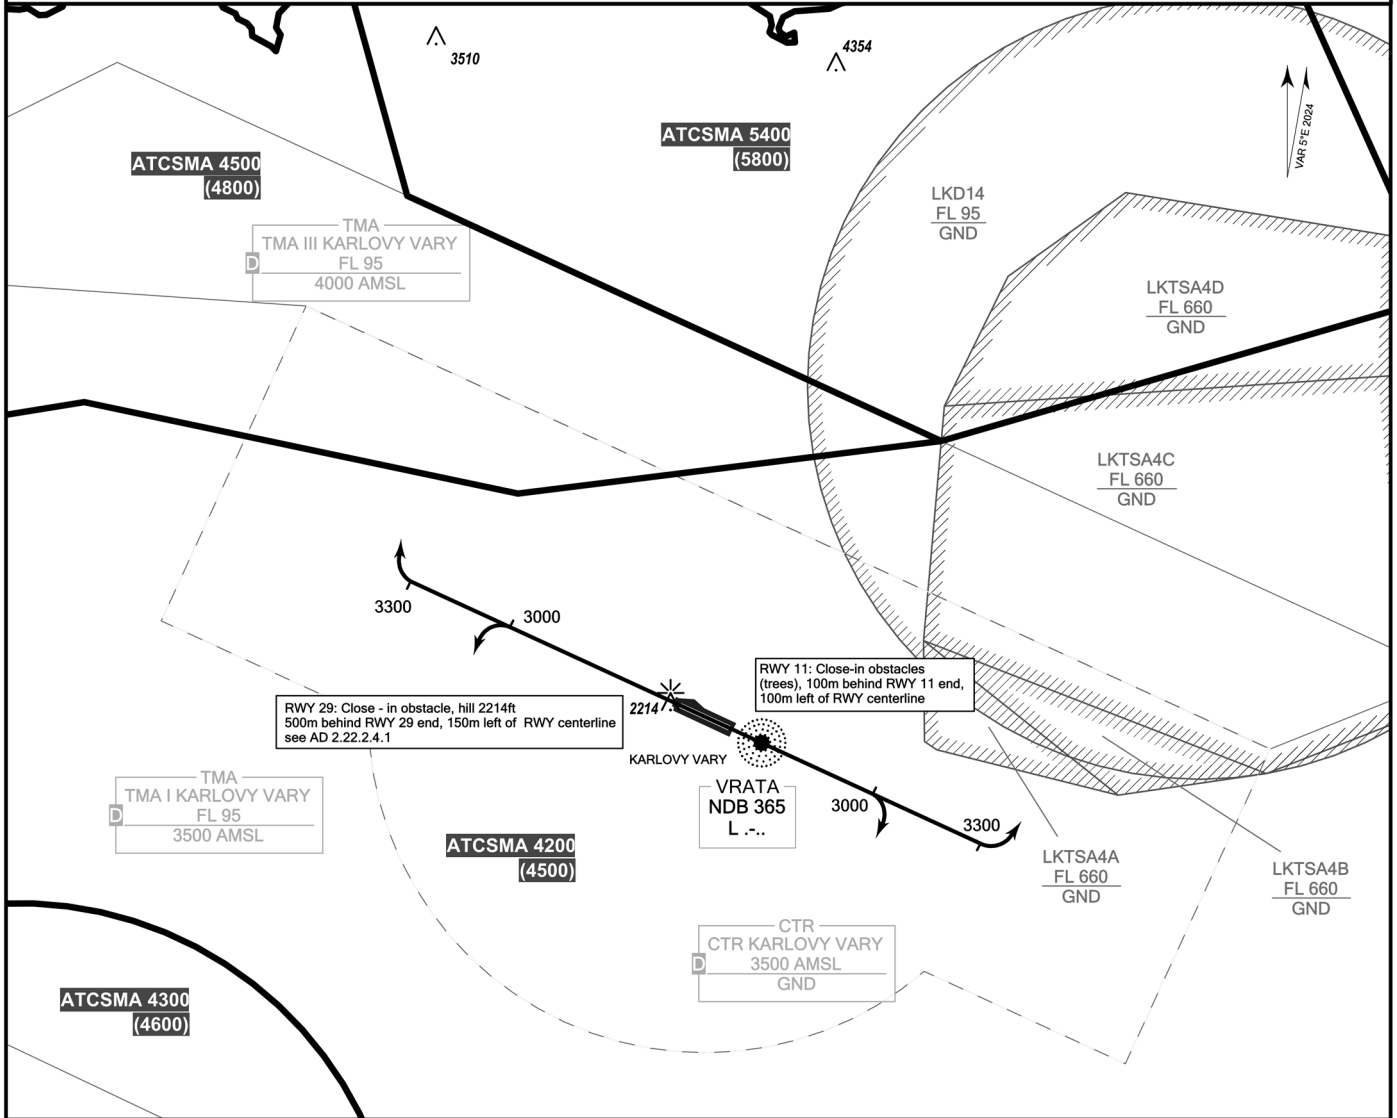 3510
4354
ATCSMA 4500
(4800)
ATCSMA 5400
(5800)
VAR 5°E 2024
LKD14
FL 95
GND
TMA
TMA III KARLOVY VARY
FL 95
D
4000 AMSL
LKTSA4D
FL 660
GND
LKTSA4C
FL 660
GND
3300
3000
RWY 29: Close - in obstacle, hill 2214ft
500m behind RWY 29 end, 150m left of RWY centerline
see AD 2.22.2.4.1
2214
RWY 11: Close-in obstacles
(trees), 100m behind RWY 11 end,
100m left of RWY centerline
KARLOVY VARY
VRATA
NDB 365
L .-..
3000
3300
TMA
TMA I KARLOVY VARY
FL 95
D
3500 AMSL
ATCSMA 4200
(4500)
LKTSA4A
FL 660
GND
LKTSA4B
FL 660
GND
CTR
CTR KARLOVY VARY
3500 AMSL
D
GND
ATCSMA 4300
(4600)